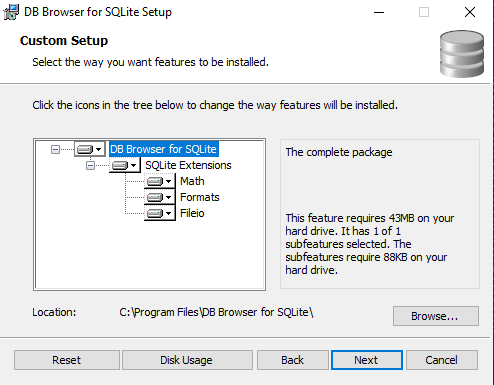 DB Browser for SQLite Setup
Custom Setup
Select the way you want features to be installed.
Click the icons in the tree below to change the way features will be installed.
DB Browser for SQLite
SQLite Extensions
Math
Formats
Fileio
The complete package
This feature requires 43MB on your
hard drive. It has 1 of 1
subfeatures selected. The
subfeatures require 88KB on your
hard drive.
Location:
C:\Program Files\DB Browser for SQLite\
Browse...
Reset
Disk Usage
Back
Next
Cancel